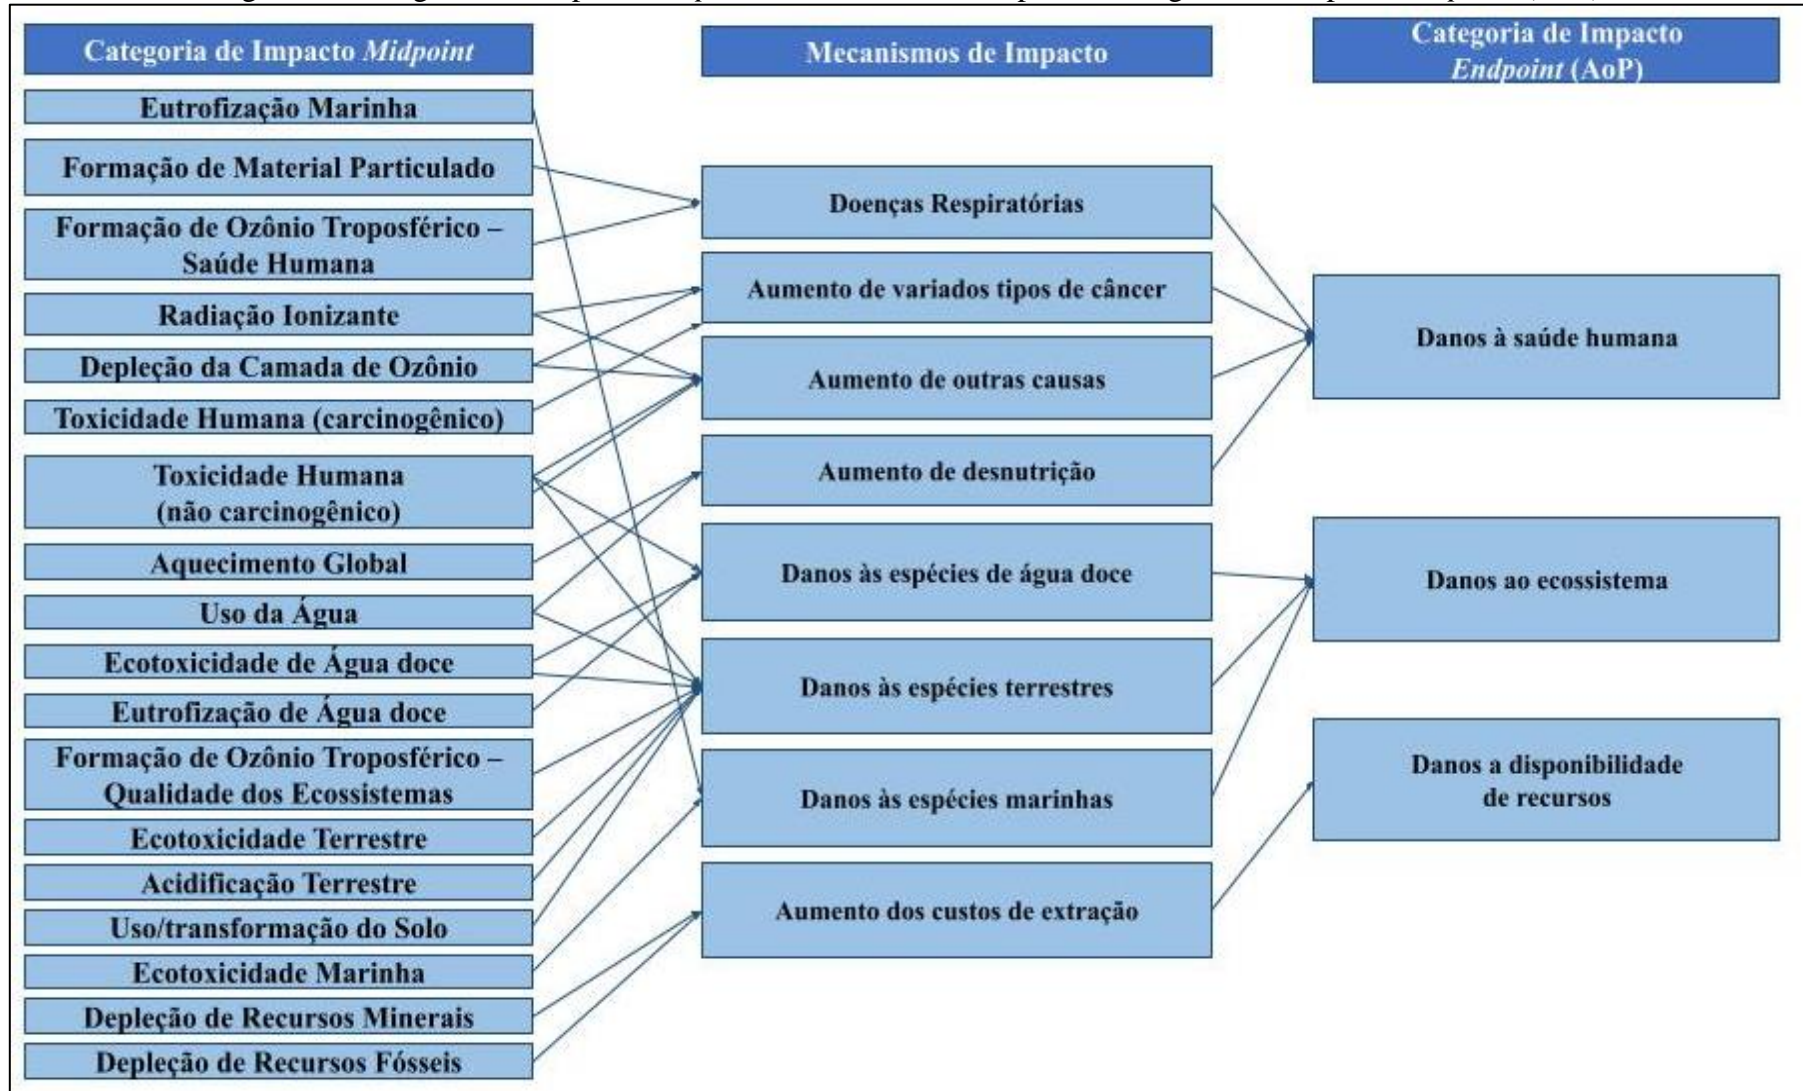 Categoria de Impacto Midpoint
Eutrofização Marinha
Formação de Material Particulado
Formação de Ozônio Troposférico –
Saúde Humana
Radiação Ionizante
Depleção da Camada de Ozônio
Toxicidade Humana (carcinogênico)
Toxicidade Humana
(não carcinogênico)
Aquecimento Global
Uso da Água
Ecotoxicidade de Água doce
Eutrofização de Água doce
Formação de Ozônio Troposférico –
Qualidade dos Ecossistemas
Ecotoxicidade Terrestre
Acidificação Terrestre
Uso/transformação do Solo
Ecotoxicidade Marinha
Depleção de Recursos Minerais
Depleção de Recursos Fósseis
Mecanismos de Impacto
Doenças Respiratórias
Aumento de variados tipos de câncer
Aumento de outras causas
Aumento de desnutrição
Danos às espécies de água doce
Danos às espécies terrestres
Danos às espécies marinhas
Aumento dos custos de extração
Categoria de Impacto
Endpoint (AoP)
Danos à saúde humana
Danos ao ecossistema
Danos a disponibilidade
de recursos